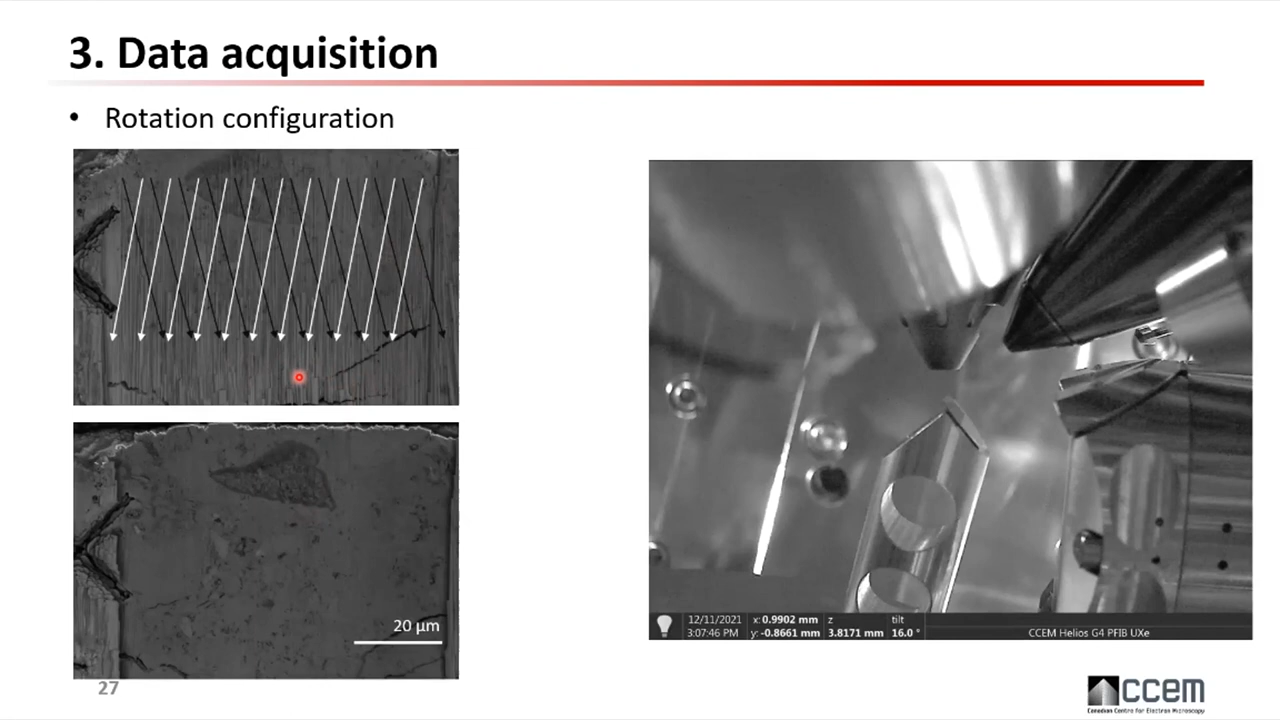 3. Data acquisition
• Rotation configuration
20 µm
12/11/2021
3:07:46 PM
x: 0.9902 mm
y: -0.8661 mm
z
3.8171 mm
tilt
16.0 °
CCEM Helios G4 PFIB UXe
27
ccem
Canadian Centre for Electron Microscopy